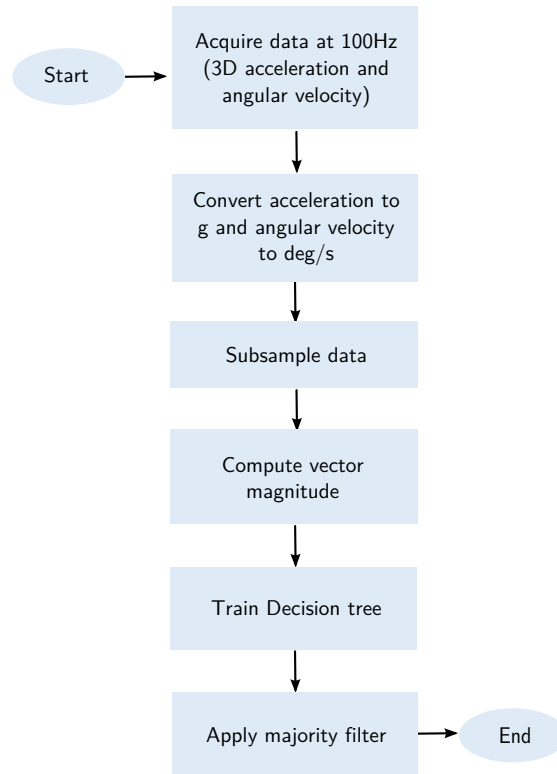 Start
Acquire data at 100Hz
(3D acceleration and
angular velocity)
Convert acceleration to
g and angular velocity
to deg/s
Subsample data
Compute vector
magnitude
Train Decision tree
Apply majority filter
End